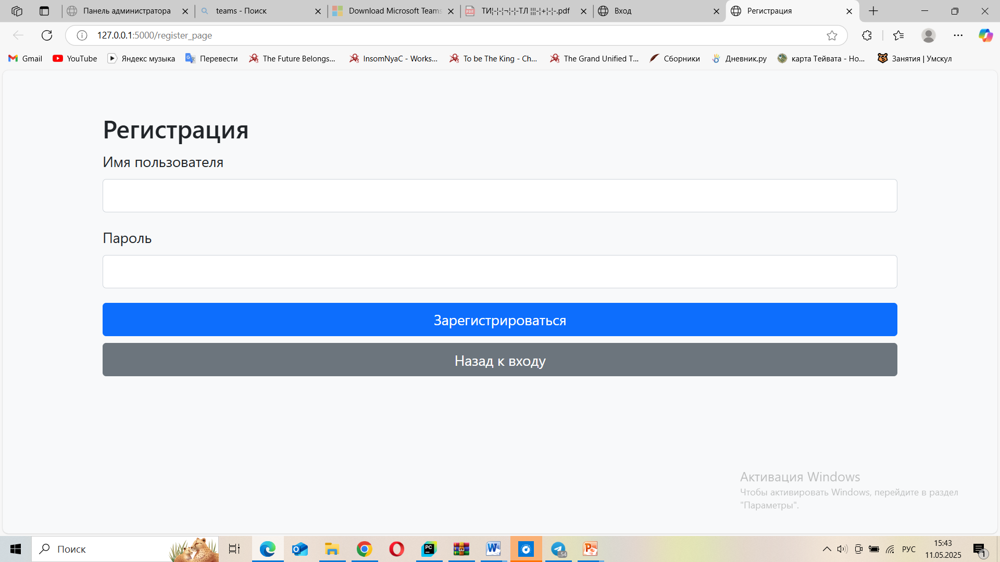 Панель администратора
teams - Поиск
Download Microsoft Teams
ТИ¦-¦-¦¬¦-¦-ТЛ ¦¦¦-¦+¦-¦-.pdf
Вход
Регистрация
127.0.0.1:5000/register_page
Gmail
YouTube
Яндекс музыка
Перевести
The Future Belongs...
InsomNyaC - Works...
To be The King - Ch...
The Grand Unified T...
Сборники
Дневник.ру
карта Тейвата - Но...
Занятия | Умскул
Регистрация
Имя пользователя
Пароль
Зарегистрироваться
Назад к входу
Активация Windows
Чтобы активировать Windows, перейдите в раздел
"Параметры".
Поиск
РУС
15:43
11.05.2025